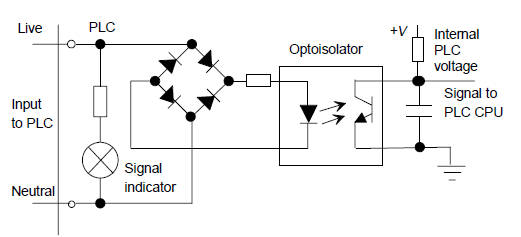 Live
PLC
+V
Internal
PLC
voltage
Optoisolator
Signal to
PLC CPU
Input
to PLC
Signal
indicator
Neutral